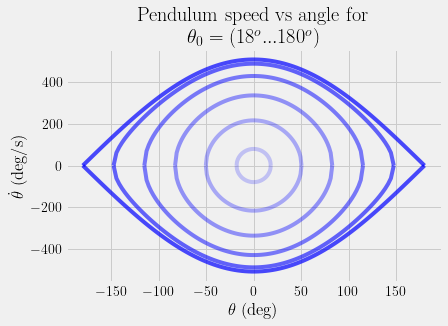 Pendulum speed vs angle for
θ₀ = (18ᵒ...180ᵒ)
400
200
0
−200
−400
θ̇ (deg/s)
−150 −100 −50 0 50 100 150
θ (deg)